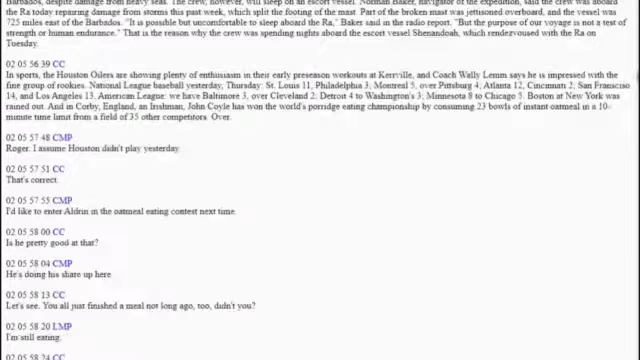 Barbados, despite damage from heavy seas. The crew, however, will sleep on an escort vessel. Norman Baker, navigator of the expedition, said the crew was aboard
the Ra today repairing damage from storms this past week, which split the footing of the mast. Part of the broken mast was jettisoned overboard, and the vessel was
725 miles east of the Barbados. "It is possible but uncomfortable to sleep aboard the Ra," Baker said in the radio report. "But the purpose of our voyage is not a test of
strength or human endurance." That is the reason why the crew was spending nights aboard the escort vessel Shenandoah, which rendezvoused with the Ra on
Tuesday.
02 05 56 39 CC
In sports, the Houston Oilers are showing plenty of enthusiasm in their early preseason workouts at Kerrville, and Coach Wally Lemm says he is impressed with the
fine group of rookies. National League baseball yesterday, Thursday: St. Louis 11, Philadelphia 3; Montreal 5, over Pittsburg 4; Atlanta 12, Cincinnati 2; San Franciso
14, and Los Angeles 13. American League: we have Baltimore 3, over Cleveland 2; Detroit 4 to Washington's 3; Minnesota 8 to Chicago 5. Boston at New York was
rained out. And in Corby, England, an Irishman, John Coyle has won the world's porridge eating championship by consuming 23 bowls of instant oatmeal in a 10-
minute time limit from a field of 35 other competitors. Over.
02 05 57 48 CMP
Roger. I assume Houston didn't play yesterday.
02 05 57 51 CC
That's correct.
02 05 57 55 CMP
I'd like to enter Aldrin in the oatmeal eating contest next time.
02 05 58 00 CC
Is he pretty good at that?
02 05 58 04 CMP
He's doing his share up here.
02 05 58 13 CC
Let's see. You all just finished a meal not long ago, too, didn't you?
02 05 58 20 LMP
I'm still eating.
02 05 58 24 CC